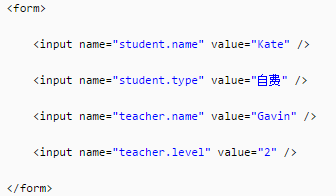 <form>
<input name="student.name" value="Kate" />
<input name="student.type" value="自费" />
<input name="teacher.name" value="Gavin" />
<input name="teacher.level" value="2" />
</form>